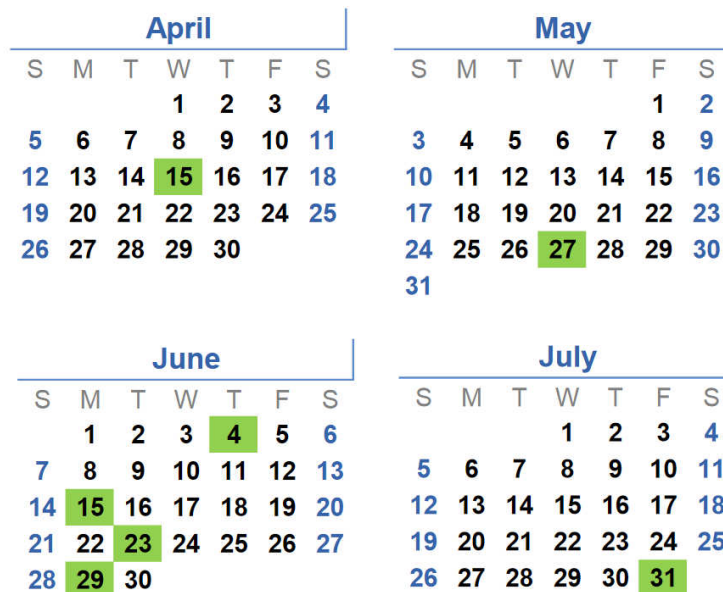 April
S M T W T F S
1 2 3 4
5 6 7 8 9 10 11
12 13 14 15 16 17 18
19 20 21 22 23 24 25
26 27 28 29 30
May
S M T W T F S
1 2
3 4 5 6 7 8 9
10 11 12 13 14 15 16
17 18 19 20 21 22 23
24 25 26 27 28 29 30
31
June
S M T W T F S
1 2 3 4 5 6
7 8 9 10 11 12 13
14 15 16 17 18 19 20
21 22 23 24 25 26 27
28 29 30
July
S M T W T F S
1 2 3 4
5 6 7 8 9 10 11
12 13 14 15 16 17 18
19 20 21 22 23 24 25
26 27 28 29 30 31